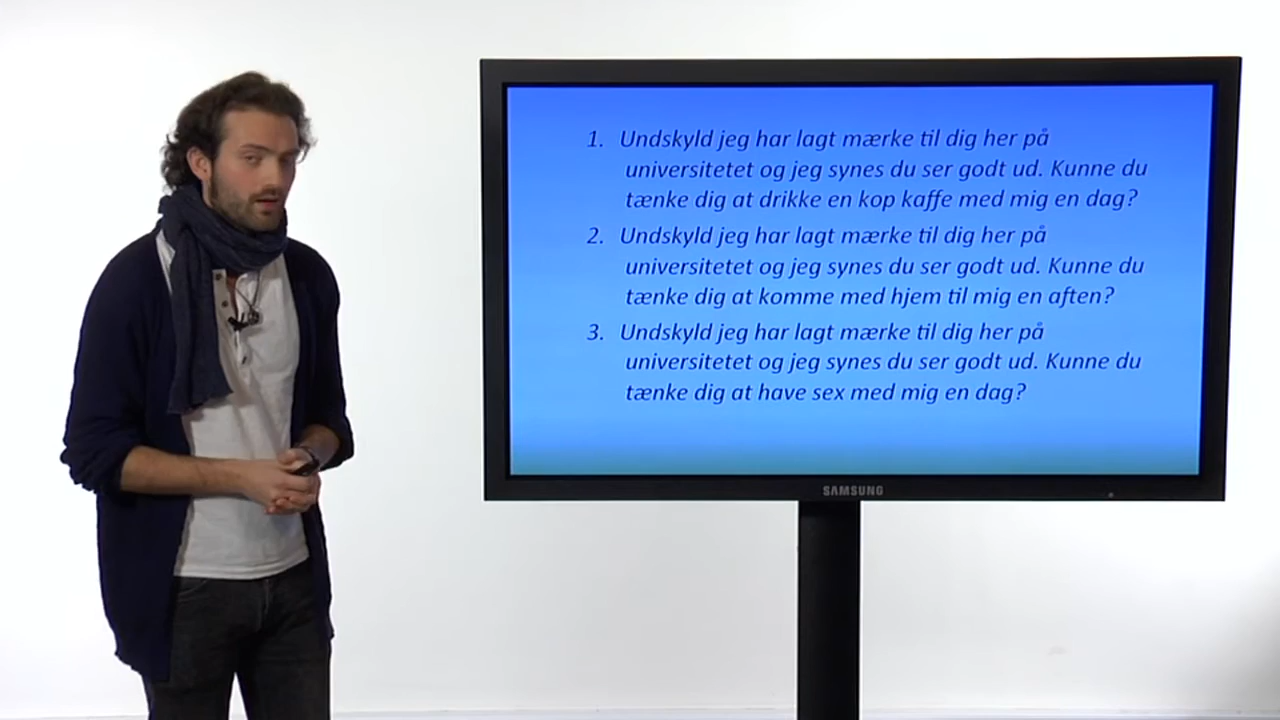 1. Undskyld jeg har lagt mærke til dig her på
universitetet og jeg synes du ser godt ud. Kunne du
tænke dig at drikke en kop kaffe med mig en dag?
2. Undskyld jeg har lagt mærke til dig her på
universitetet og jeg synes du ser godt ud. Kunne du
tænke dig at komme med hjem til mig en aften?
3. Undskyld jeg har lagt mærke til dig her på
universitetet og jeg synes du ser godt ud. Kunne du
tænke dig at have sex med mig en dag?
SAMSUNG